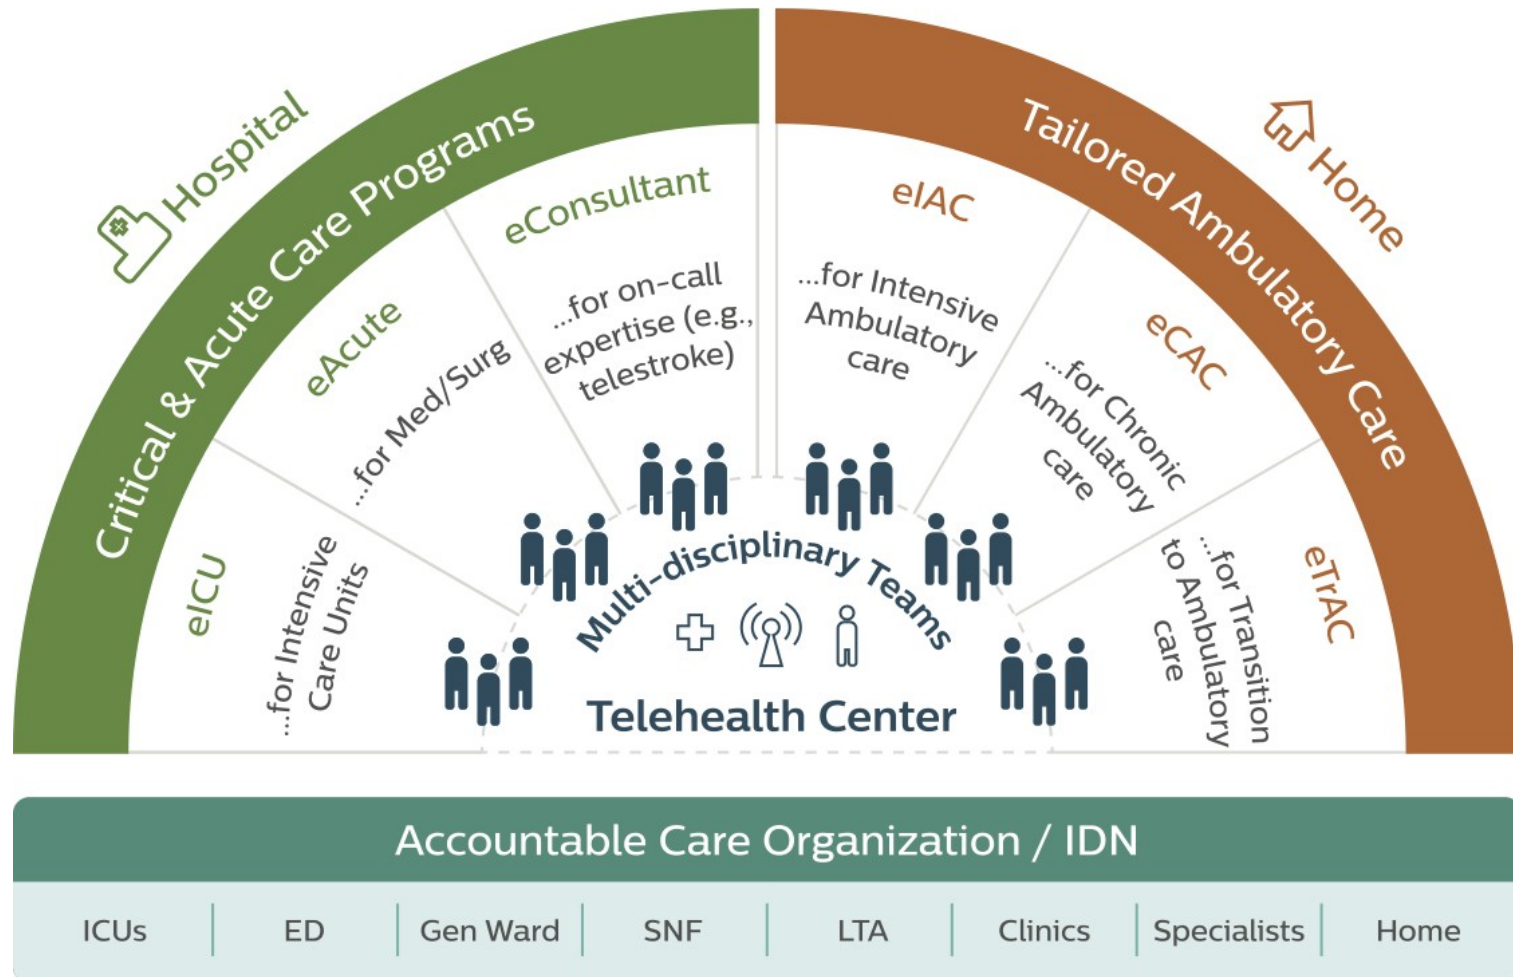 Hospital
Critical & Acute Care Programs
eICU
...for Intensive
Care Units
eAcute
...for Med/Surg
eConsultant
...for on-call
expertise (e.g.,
telestroke)
Home
Tailored Ambulatory Care
eIAC
...for Intensive
Ambulatory
care
eCAC
...for Chronic
Ambulatory
care
eTrAC
...for Transition
to Ambulatory
care
Multi-disciplinary Teams
Telehealth Center
Accountable Care Organization / IDN
ICUs
ED
Gen Ward
SNF
LTA
Clinics
Specialists
Home